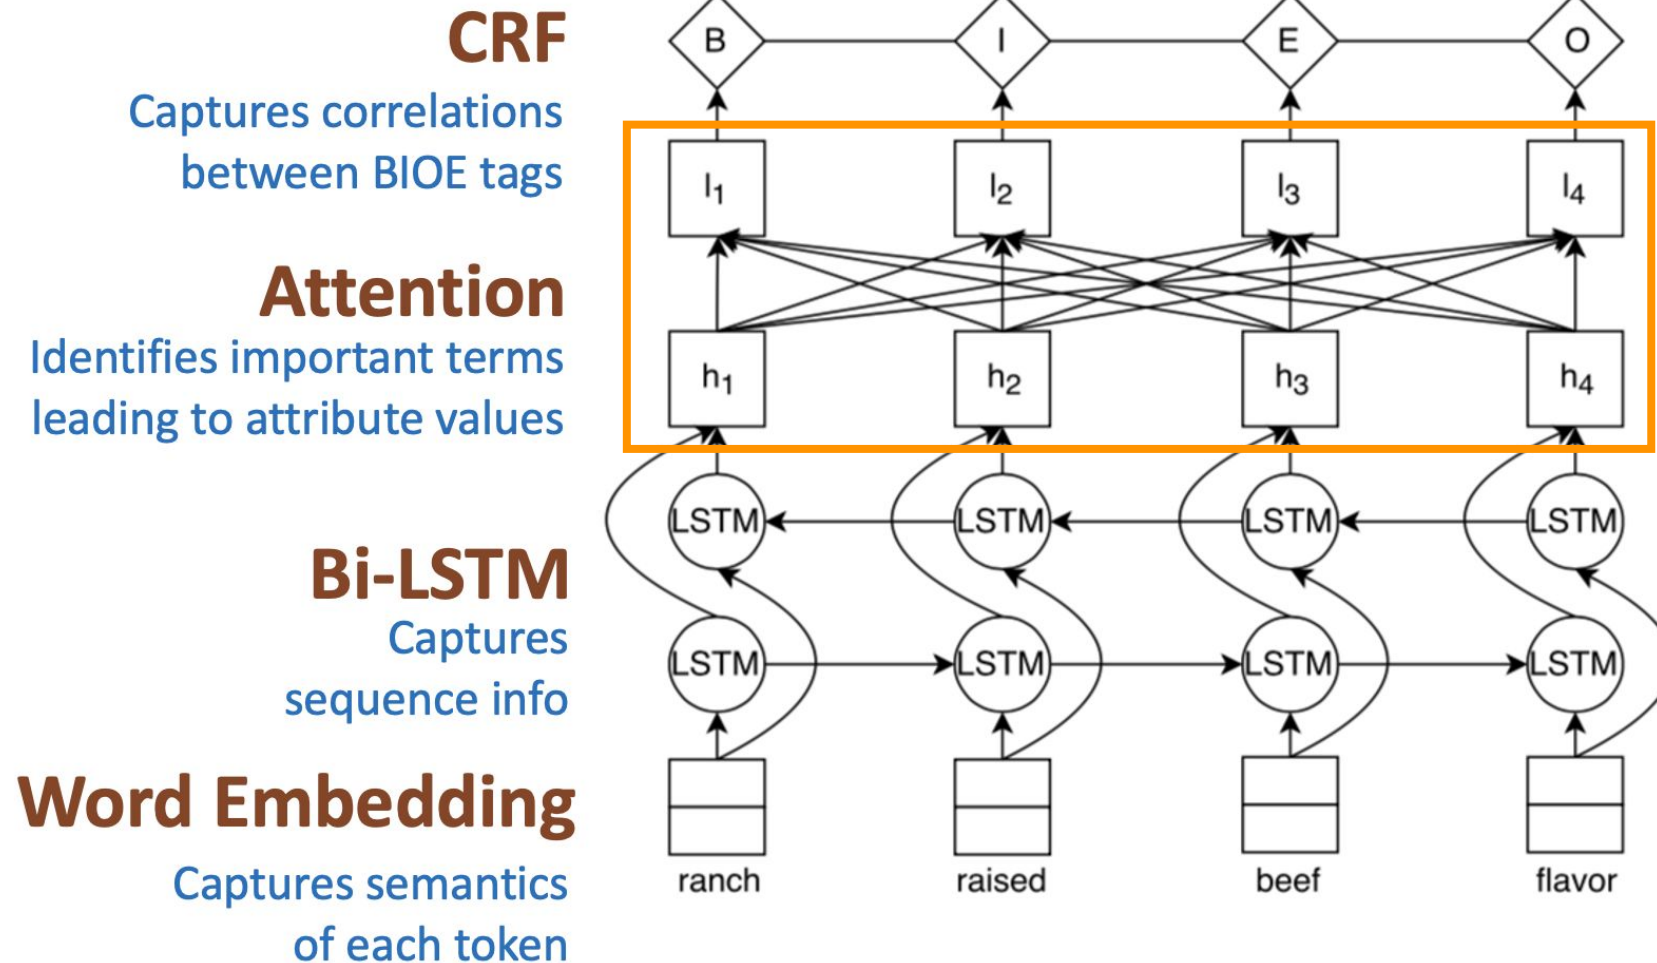 CRF
Captures correlations
between BIOE tags
Attention
Identifies important terms
leading to attribute values
Bi-LSTM
Captures
sequence info
Word Embedding
Captures semantics
of each token
B I E O
l₁ l₂ l₃ l₄
h₁ h₂ h₃ h₄
LSTM LSTM LSTM LSTM
LSTM LSTM LSTM LSTM
ranch raised beef flavor